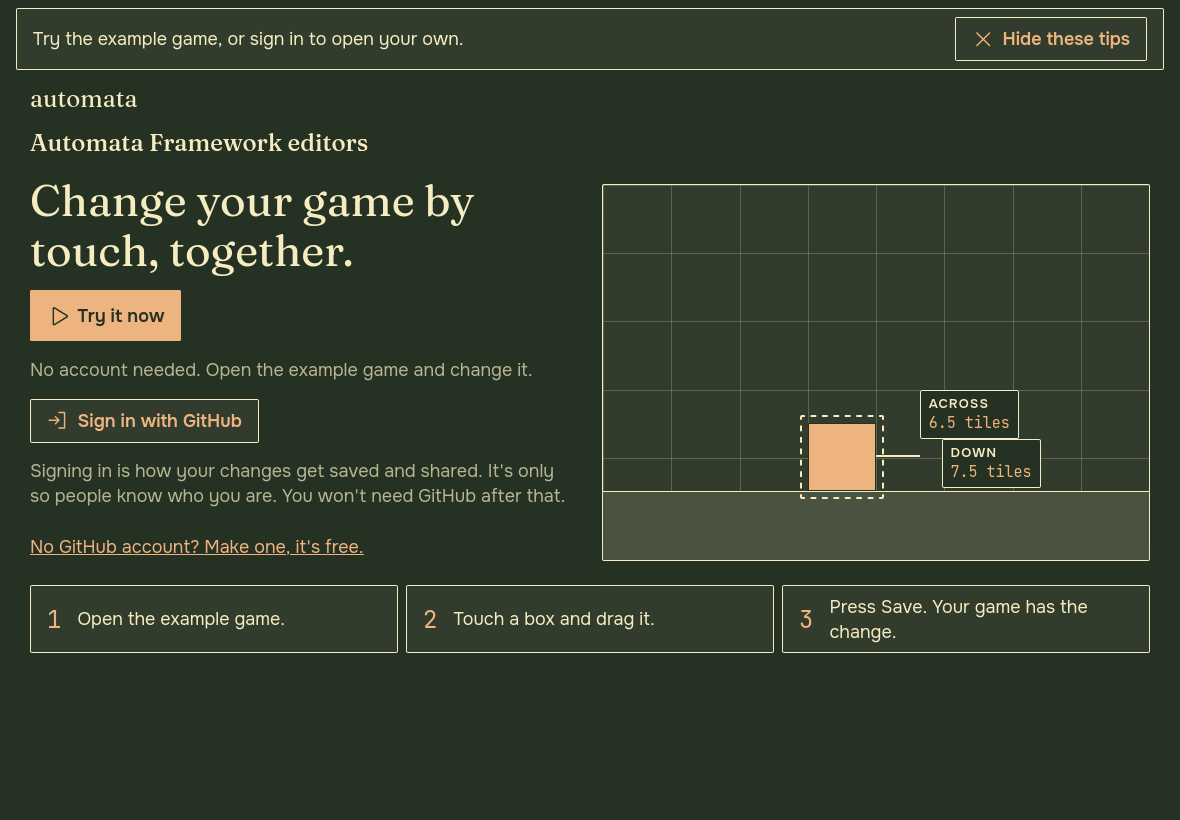 Try the example game, or sign in to open your own.
Hide these tips
automata
Automata Framework editors
Change your game by
touch, together.
Try it now
No account needed. Open the example game and change it.
Sign in with GitHub
Signing in is how your changes get saved and shared. It's only
so people know who you are. You won't need GitHub after that.
No GitHub account? Make one, it's free.
ACROSS
6.5 tiles
DOWN
7.5 tiles
1 Open the example game.
2 Touch a box and drag it.
3 Press Save. Your game has the
change.